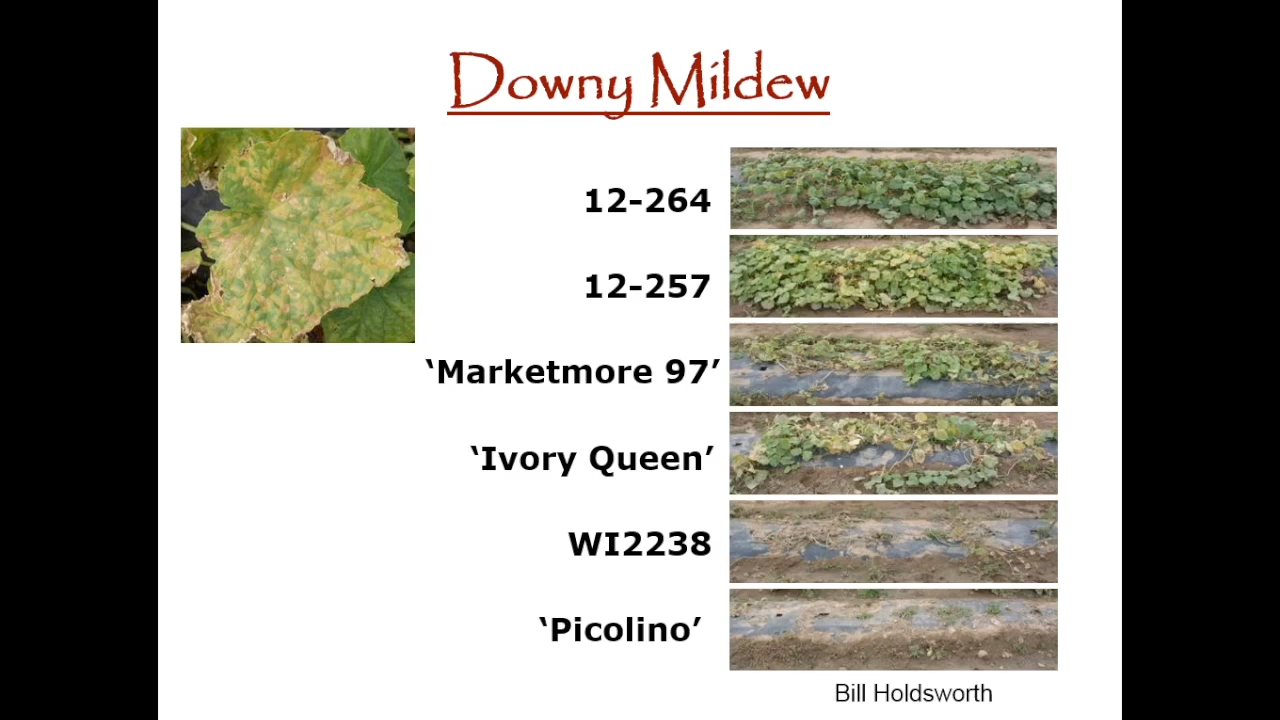 Downy Mildew
12-264
12-257
‘Marketmore 97’
‘Ivory Queen’
WI2238
‘Picolino’
Bill Holdsworth